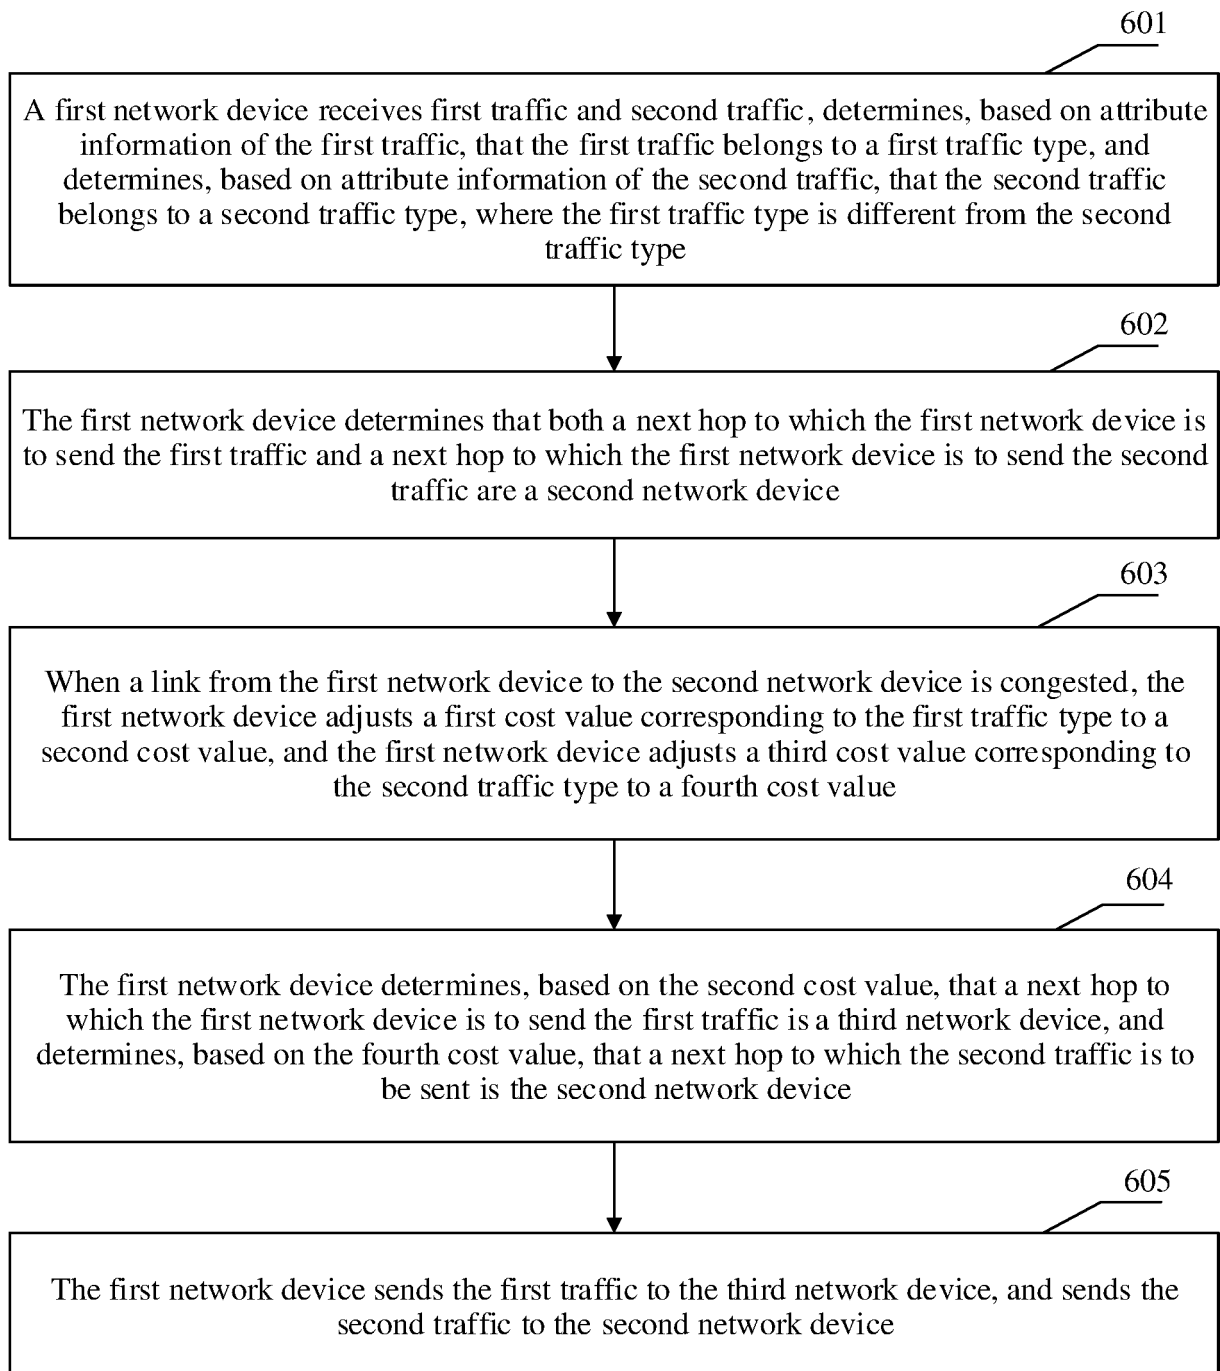 601
A first network device receives first traffic and second traffic, determines, based on attribute
information of the first traffic, that the first traffic belongs to a first traffic type, and
determines, based on attribute information of the second traffic, that the second traffic
belongs to a second traffic type, where the first traffic type is different from the second
traffic type
602
The first network device determines that both a next hop to which the first network device is
to send the first traffic and a next hop to which the first network device is to send the second
traffic are a second network device
603
When a link from the first network device to the second network device is congested, the
first network device adjusts a first cost value corresponding to the first traffic type to a
second cost value, and the first network device adjusts a third cost value corresponding to
the second traffic type to a fourth cost value
604
The first network device determines, based on the second cost value, that a next hop to
which the first network device is to send the first traffic is a third network device, and
determines, based on the fourth cost value, that a next hop to which the second traffic is to
be sent is the second network device
605
The first network device sends the first traffic to the third network device, and sends the
second traffic to the second network device